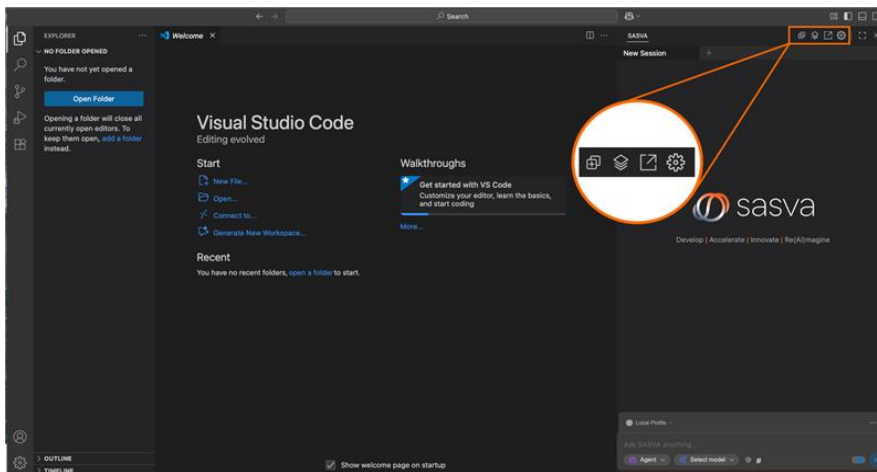 Search
EXPLORER
NO FOLDER OPENED
You have not yet opened a
folder.
Open Folder
Opening a folder will close all
currently open editors. To
keep them open, add a folder
instead.
OUTLINE
TIMELINE
Welcome
Visual Studio Code
Editing evolved
Start
New File...
Open...
Connect to...
Generate New Workspace...
Recent
You have no recent folders, open a folder to start.
Walkthroughs
Get started with VS Code
Customize your editor, learn the basics,
and start coding
More...
Show welcome page on startup
SASVA
New Session
sasva
Develop | Accelerate | Innovate | Re(AI)magine
Local Profile
Ask SASVA anything...
Agent
Select model